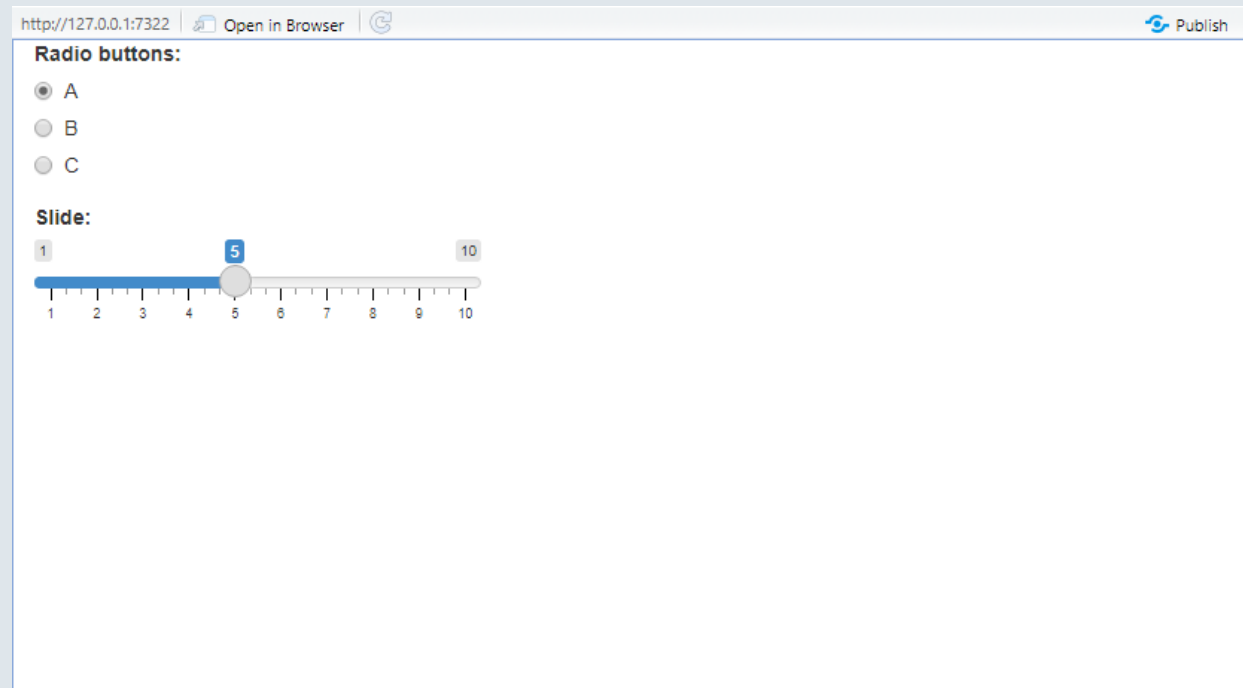 http://127.0.0.1:7322 Open in Browser Publish
Radio buttons:
A
B
C
Slide:
1 5 10
1 2 3 4 5 6 7 8 9 10